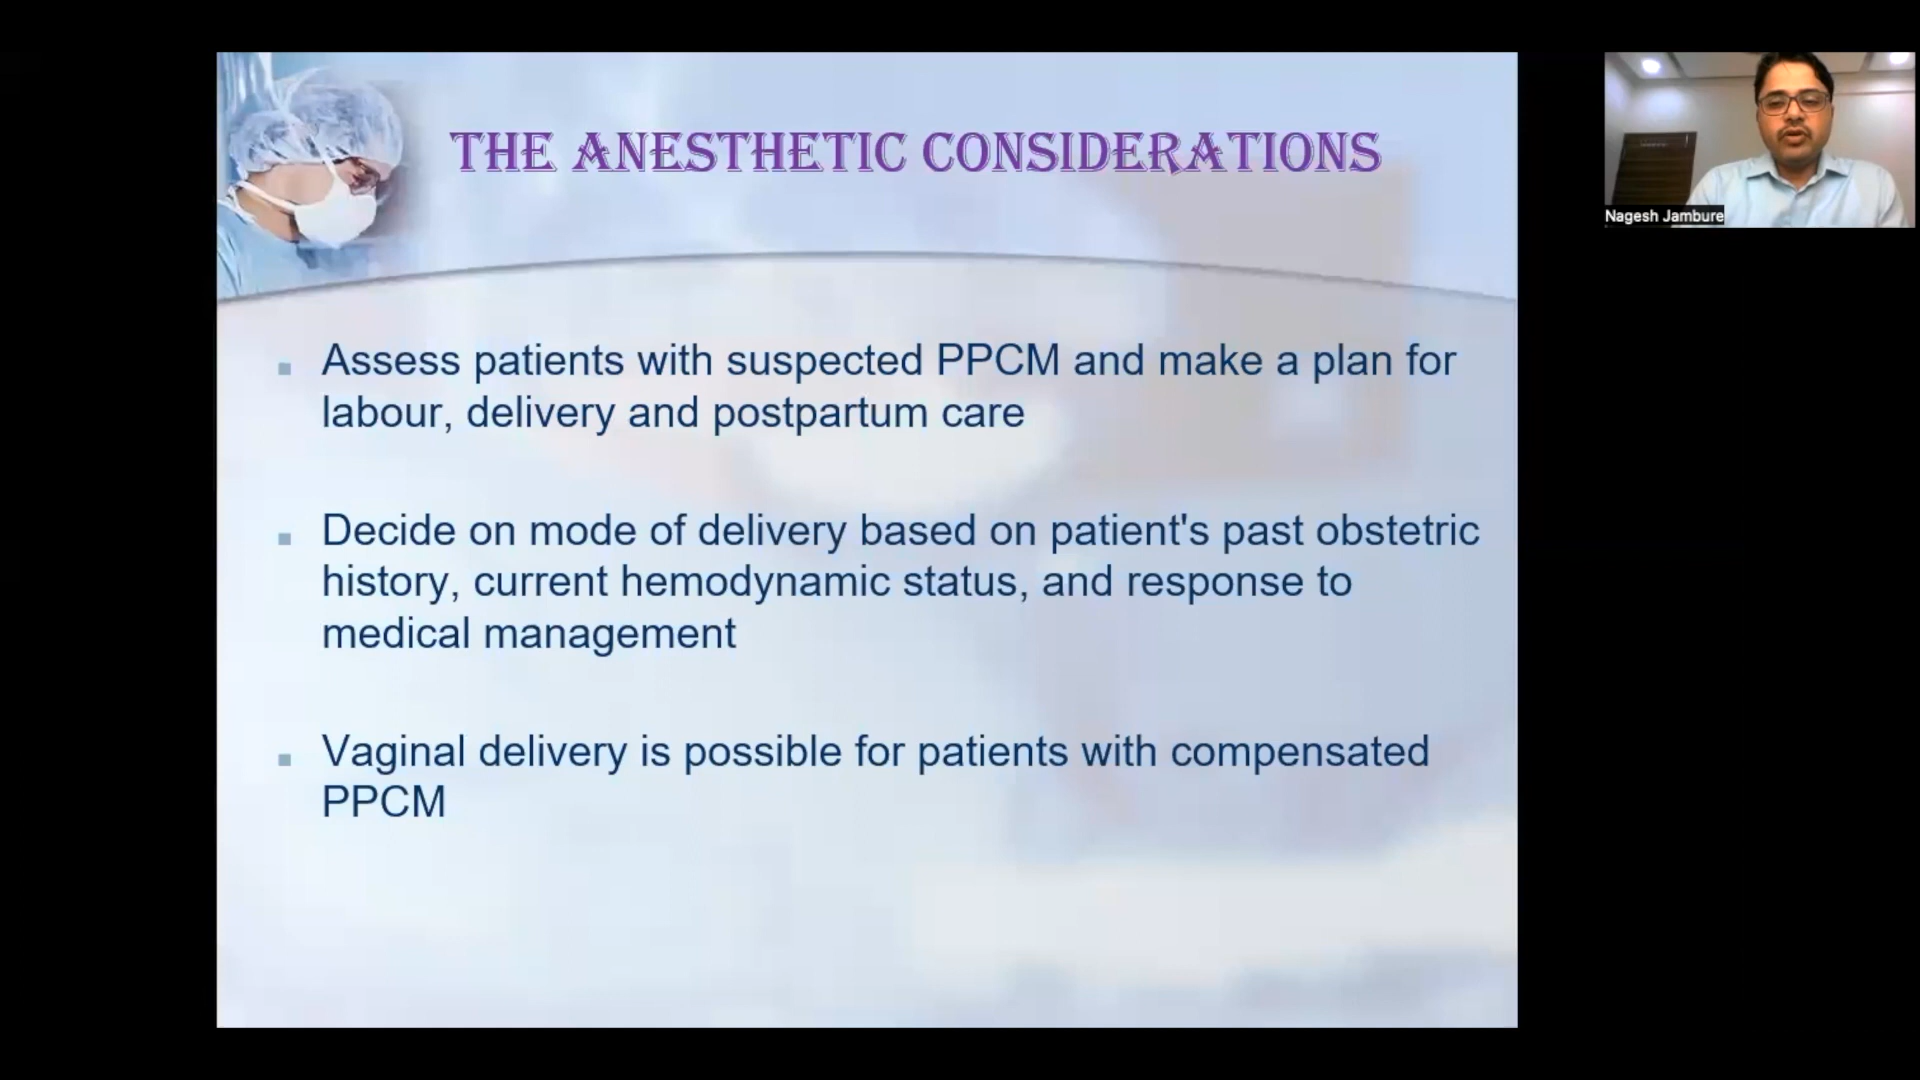 THE ANESTHETIC CONSIDERATIONS
Assess patients with suspected PPCM and make a plan for
labour, delivery and postpartum care
Decide on mode of delivery based on patient's past obstetric
history, current hemodynamic status, and response to
medical management
Vaginal delivery is possible for patients with compensated
PPCM
Nagesh Jambure